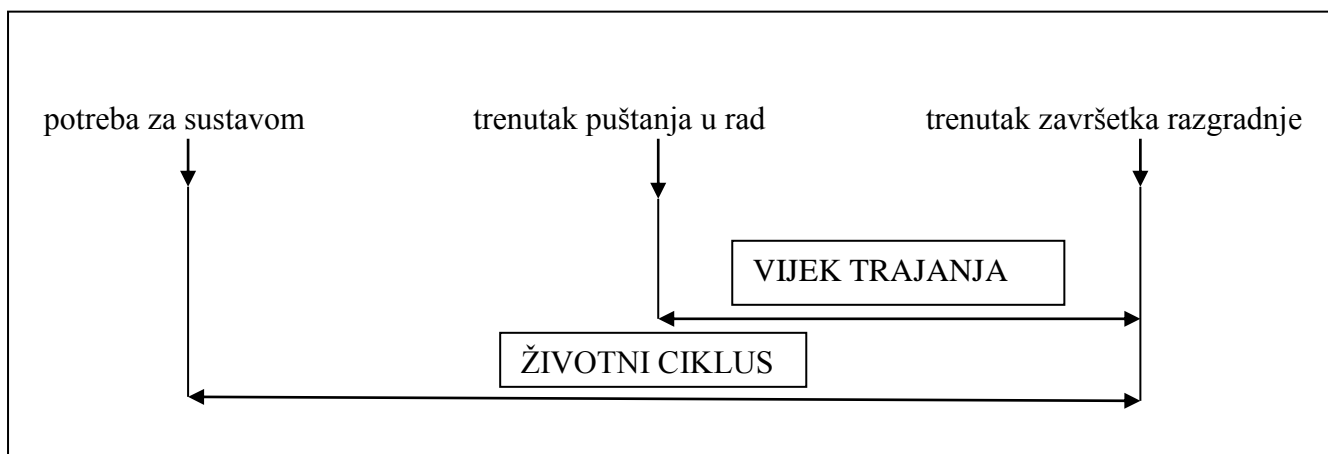 potreba za sustavom
trenutak puštanja u rad
trenutak završetka razgradnje
VIJEK TRAJANJA
ŽIVOTNI CIKLUS